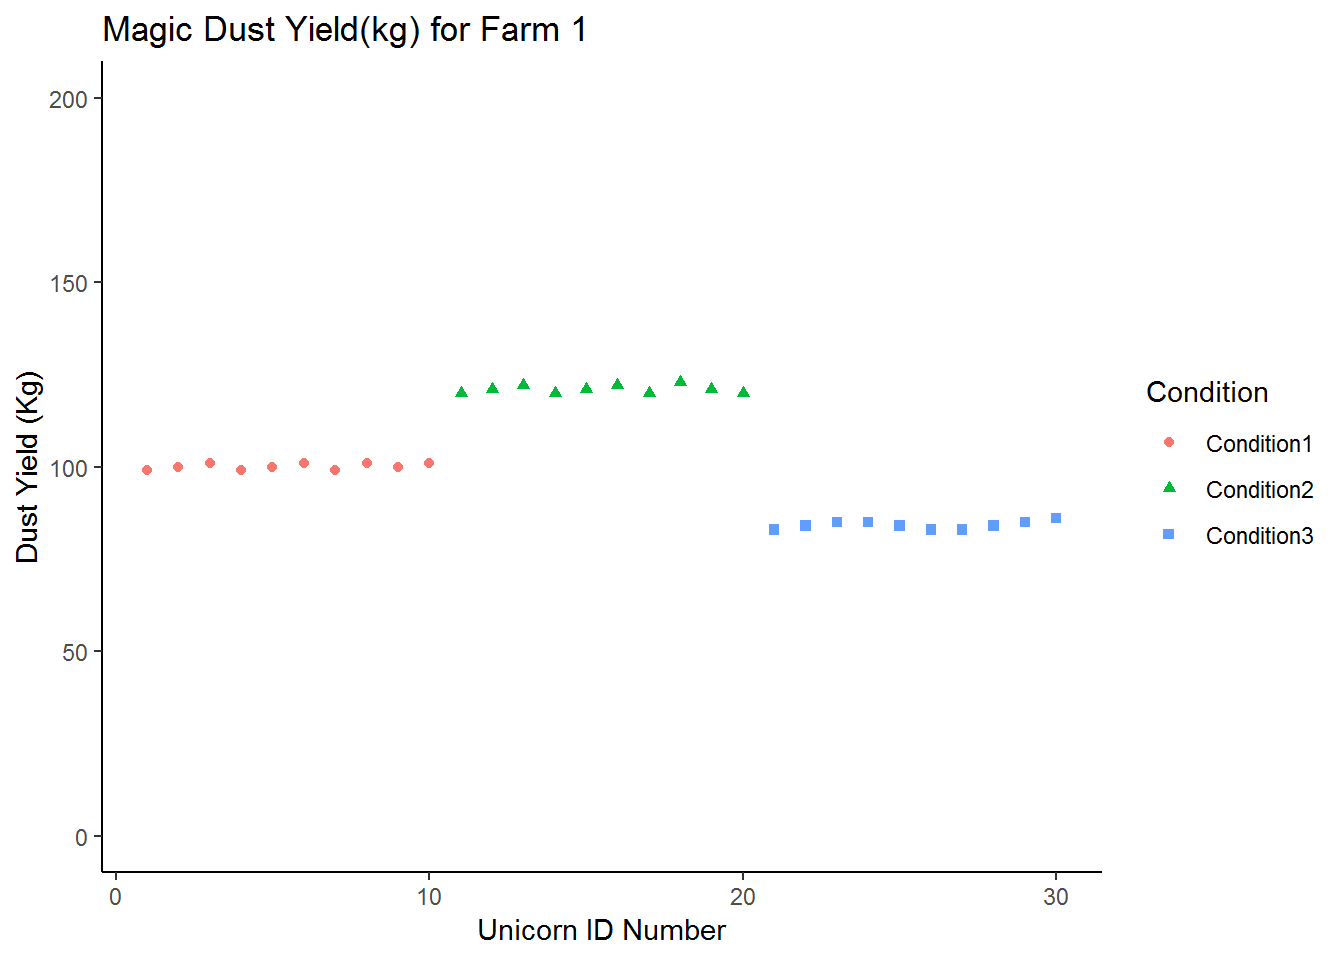 Magic Dust Yield(kg) for Farm 1
200
150
100
50
0
Dust Yield (Kg)
0 10 20 30
Unicorn ID Number
Condition
Condition1
Condition2
Condition3